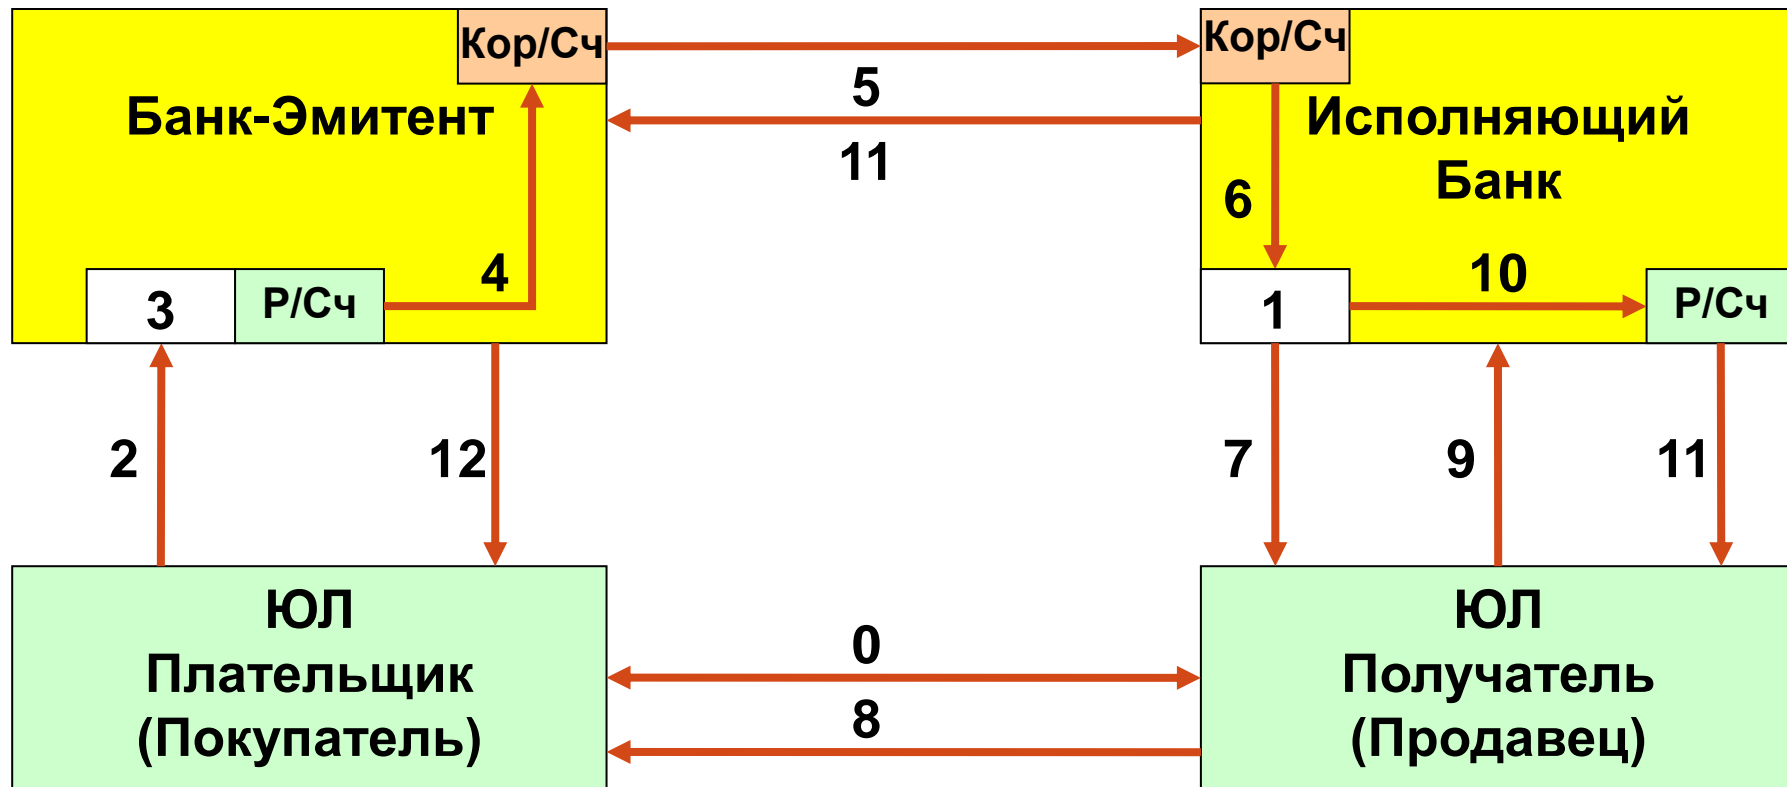 Кор/Сч
Кор/Сч
5
Банк-Эмитент
Исполняющий
Банк
11
6
4
10
3
Р/Сч
1
Р/Сч
2
12
7
9
11
ЮЛ
Плательщик
(Покупатель)
0
8
ЮЛ
Получатель
(Продавец)